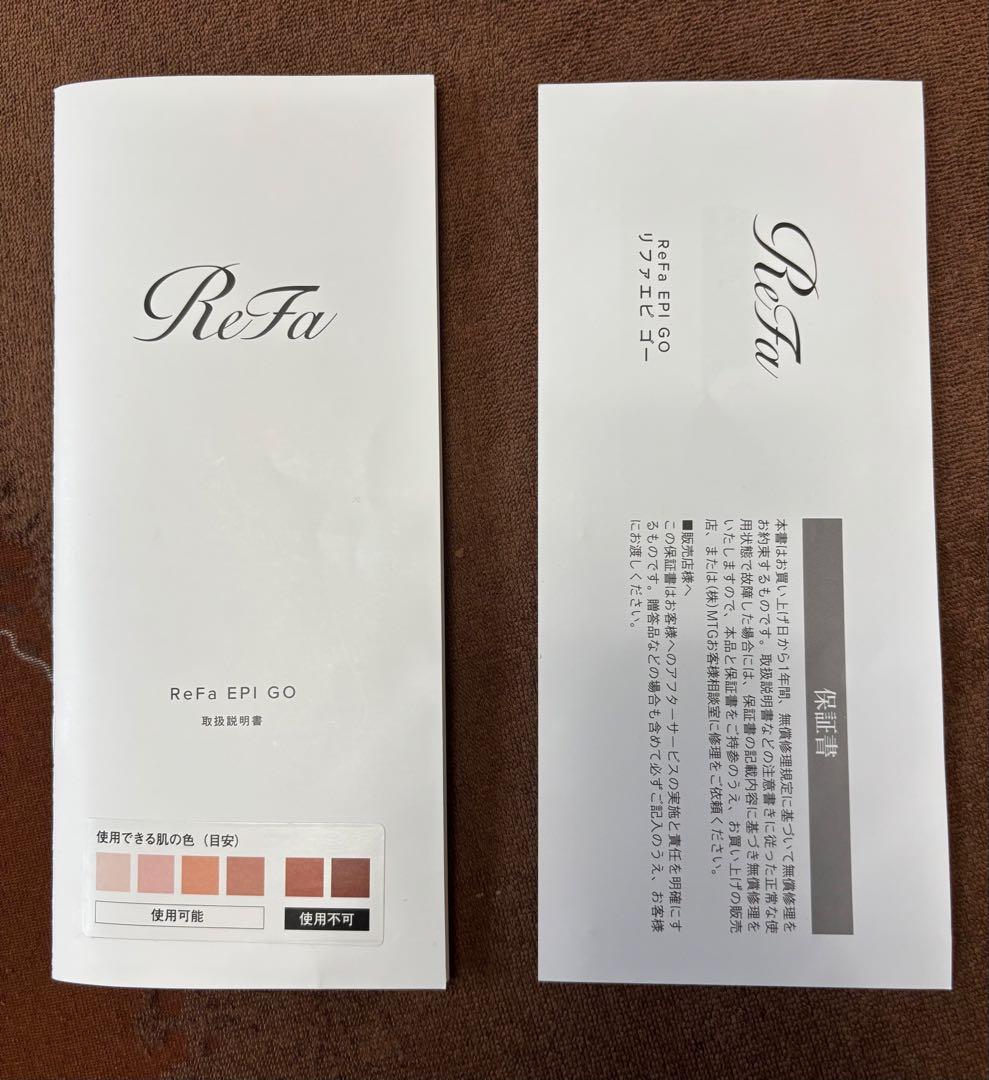 ReFa
ReFa EPI GO
取扱説明書
使用できる肌の色（目安）
使用可能
使用不可
ReFa
ReFa EPI GO
リファエピ ゴー
保証書
本書はお買い上げ日から1年間、無償修理規定に基づいて無償修理を
お約束するものです。取扱説明書などの注意書きに従った正常な使
用状態で故障した場合には、保証書の記載内容に基づき無償修理を
いたしますので、本品と保証書をご持参のうえ、お買い上げの販売
店、または(株)MTGお客様相談室に修理をご依頼ください。
■販売店様へ
この保証書はお客様へのアフターサービスの実施と責任を明確にす
るものです。贈答品などの場合も含めて必ずご記入のうえ、お客様
にお渡しください。